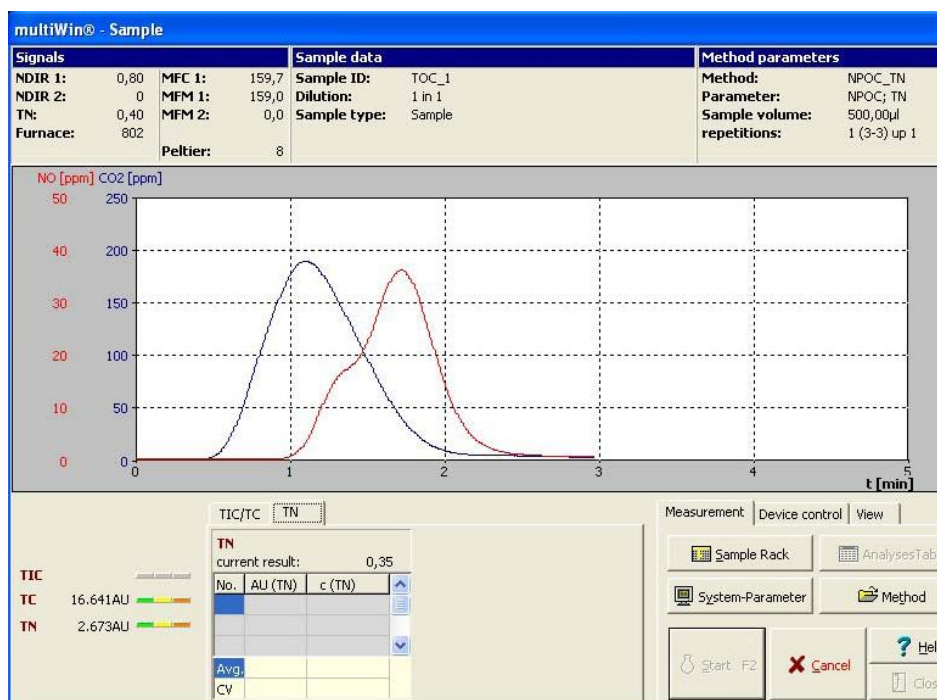 multiWin® - Sample
Signals
NDIR 1: 0,80 MFC 1: 159,7
NDIR 2: 0 MFM 1: 159,0
TN: 0,40 MFM 2: 0,0
Furnace: 802
Peltier: 8
Sample data
Sample ID: TOC_1
Dilution: 1 in 1
Sample type: Sample
Method parameters
Method: NPOC_TN
Parameter: NPOC; TN
Sample volume: 500,00µl
repetitions: 1 (3-3) up 1
NO [ppm] CO2 [ppm]
50 250
40 200
30 150
20 100
10 50
0 0
0 1 2 3 4 5
t [min]
TIC
TC 16.641AU
TN 2.673AU
TIC/TC TN
TN
current result: 0,35
No. AU (TN) c (TN)
Avg.
CV
Measurement Device control View
Sample Rack AnalysesTab
System-Parameter Method
Start F2 Cancel
Hel
Clos